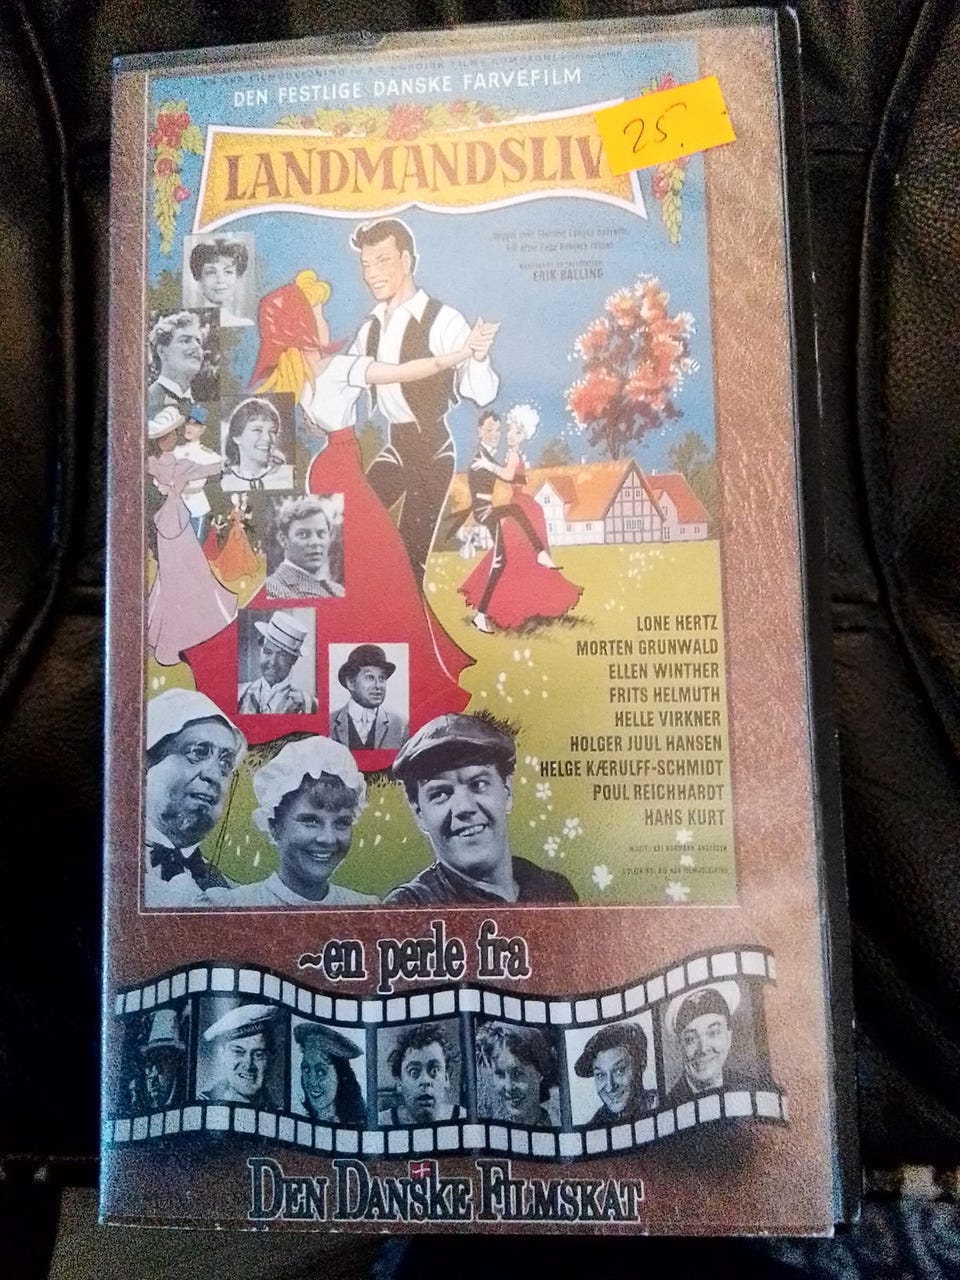 DEN FESTLIGE DANSKE FARVEFILM
LANDMANDSLIV
25.
ERIK BALLING
LONE HERTZ
MORTEN GRUNWALD
ELLEN WINTHER
FRITS HELMUTH
HELLE VIRKNER
HOLGER JUUL HANSEN
HELGE KÆRULFF-SCHMIDT
POUL REICHHARDT
HANS KURT
~en perle fra
DEN DANSKE FILMSKAT